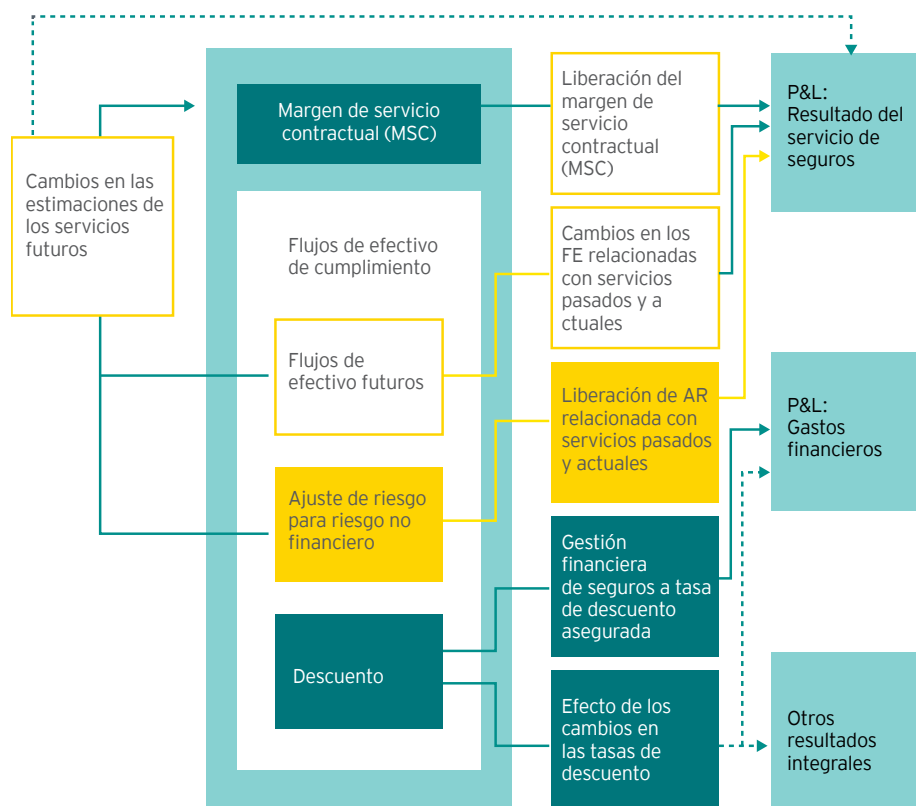 Cambios en las
estimaciones de
los servicios
futuros
Margen de servicio
contractual (MSC)
Flujos de efectivo
de cumplimiento
Flujos de
efectivo futuros
Ajuste de riesgo
para riesgo no
financiero
Descuento
Liberación del
margen de
servicio
contractual
(MSC)
Cambios en los
FE relacionadas
con servicios
pasados y a
ctuales
Liberación de AR
relacionada con
servicios pasados
y actuales
Gestión
financiera
de seguros a tasa
de descuento
asegurada
Efecto de los
cambios en
las tasas de
descuento
P&L:
Resultado del
servicio de
seguros
P&L:
Gastos
financieros
Otros
resultados
integrales